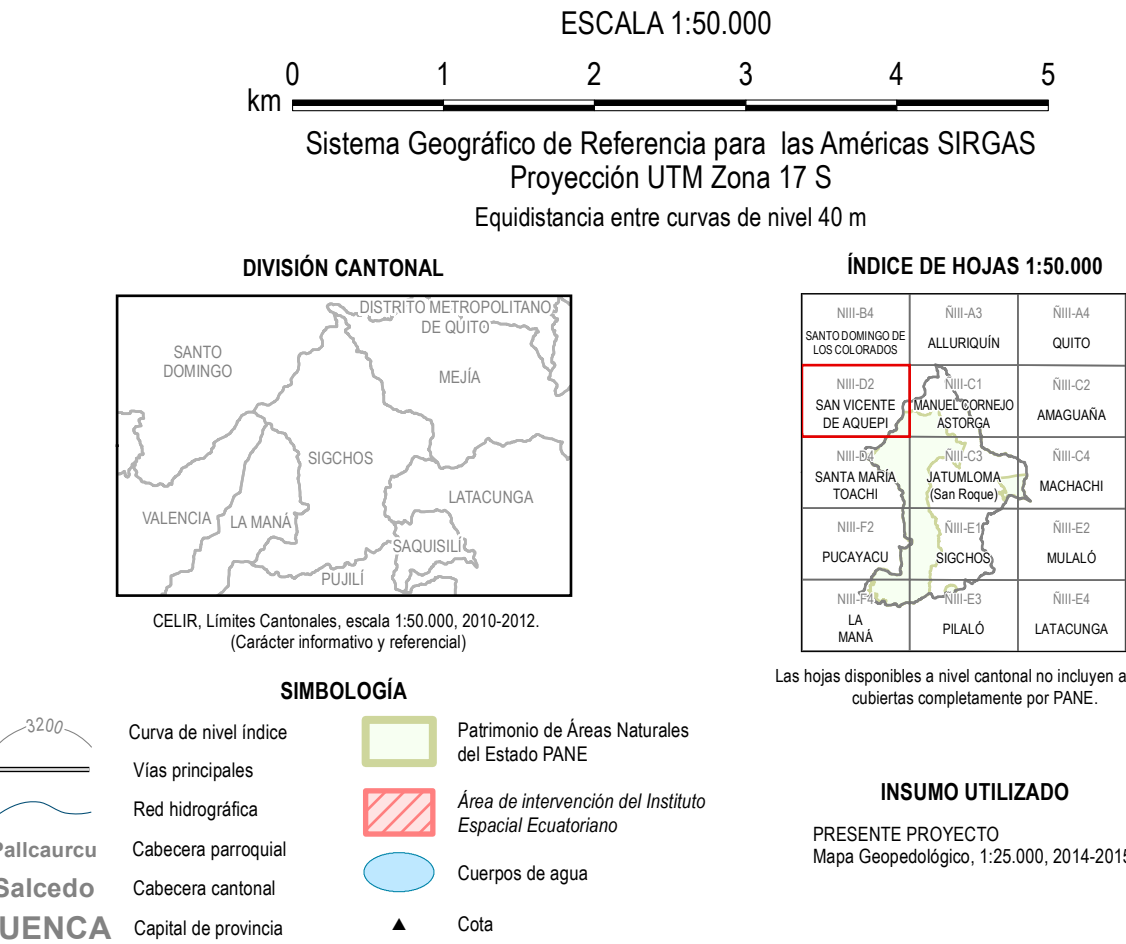 ESCALA 1:50.000
0 1 2 3 4 5
km
Sistema Geográfico de Referencia para las Américas SIRGAS
Proyección UTM Zona 17 S
Equidistancia entre curvas de nivel 40 m
DIVISIÓN CANTONAL
DISTRITO METROPOLITANO
DE QUITO
SANTO
DOMINGO
MEJÍA
SIGCHOS
LATACUNGA
VALENCIA
LA MANÁ
SAQUISILÍ
PUJILÍ
CELIR, Límites Cantonales, escala 1:50.000, 2010-2012.
(Carácter informativo y referencial)
ÍNDICE DE HOJAS 1:50.000
NIII-B4 ÑIII-A3 ÑIII-A4
SANTO DOMINGO DE
LOS COLORADOS
ALLURIQUÍN
QUITO
NIII-D2 ÑIII-C1 ÑIII-C2
SAN VICENTE
DE AQUEPI
MANUEL CORNEJO
ASTORGA
AMAGUAÑA
NIII-D4 ÑIII-C3 ÑIII-C4
SANTA MARÍA
TOACHI
JATUMLOMA
(San Roque)
MACHACHI
NIII-F2 ÑIII-E1 ÑIII-E2
PUCAYACU SIGCHOS MULALÓ
NIII-F4 ÑIII-E3 ÑIII-E4
LA
MANÁ
PILALÓ
LATACUNGA
Las hojas disponibles a nivel cantonal no incluyen a
cubiertas completamente por PANE.
SIMBOLOGÍA
3200
Curva de nivel índice
Vías principales
Red hidrográfica
Pallcaurcu Cabecera parroquial
Salcedo Cabecera cantonal
UENCA Capital de provincia
Patrimonio de Áreas Naturales
del Estado PANE
Área de intervención del Instituto
Espacial Ecuatoriano
Cuerpos de agua
Cota
INSUMO UTILIZADO
PRESENTE PROYECTO
Mapa Geopedológico, 1:25.000, 2014-2015